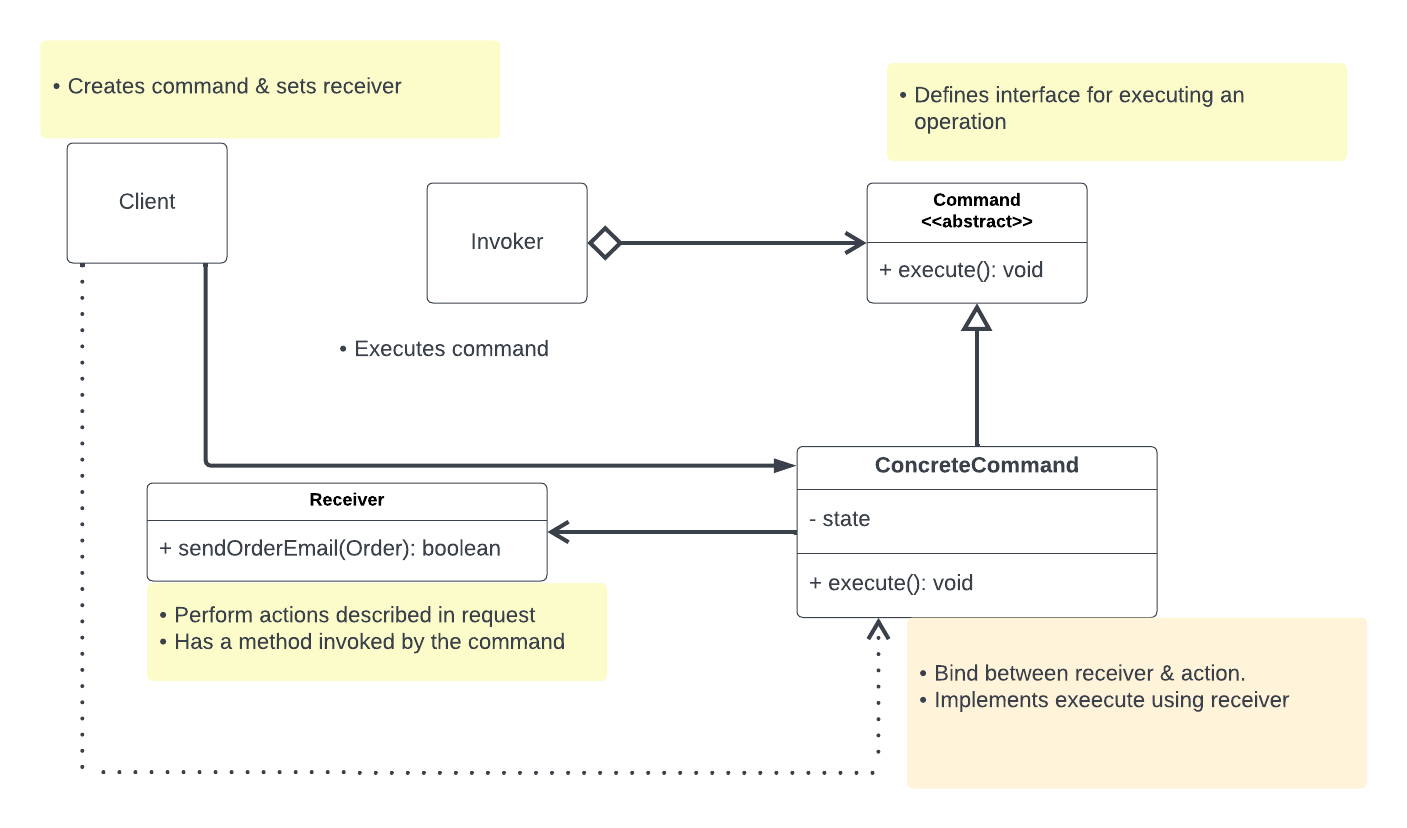 • Creates command & sets receiver
• Defines interface for executing an
operation
Client
Invoker
Command
<<abstract>>
+ execute(): void
• Executes command
ConcreteCommand
- state
+ execute(): void
Receiver
+ sendOrderEmail(Order): boolean
• Perform actions described in request
• Has a method invoked by the command
• Bind between receiver & action.
• Implements exeecute using receiver